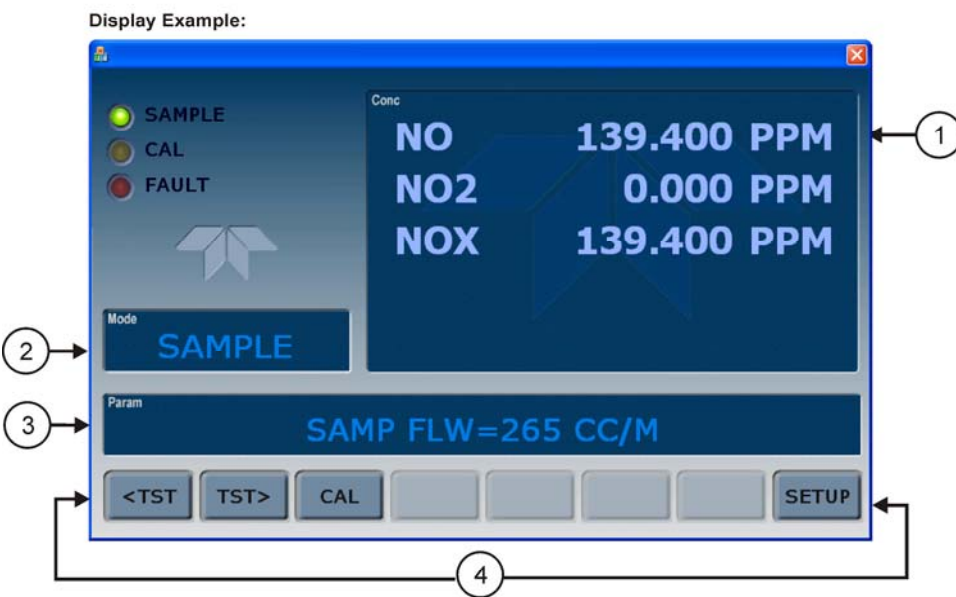 Display Example:
SAMPLE
CAL
FAULT
Conc
NO 139.400 PPM
NO2 0.000 PPM
NOX 139.400 PPM
1
Mode
SAMPLE
2
Param
SAMP FLW=265 CC/M
3
<TST TST> CAL SETUP
4